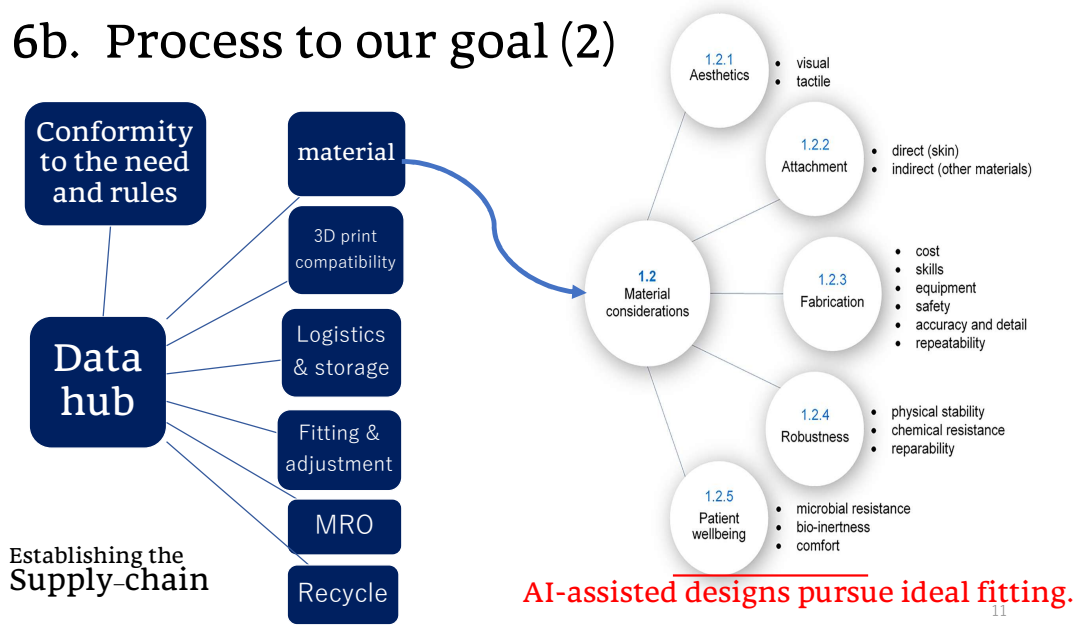 6b. Process to our goal (2)
Conformity
to the need
and rules
Data
hub
Establishing the
Supply-chain
material
3D print
compatibility
Logistics
& storage
Fitting &
adjustment
MRO
Recycle
1.2
Material
considerations
1.2.1
Aesthetics
• visual
• tactile
1.2.2
Attachment
• direct (skin)
• indirect (other materials)
1.2.3
Fabrication
• cost
• skills
• equipment
• safety
• accuracy and detail
• repeatability
1.2.4
Robustness
• physical stability
• chemical resistance
• reparability
1.2.5
Patient
wellbeing
• microbial resistance
• bio-inertness
• comfort
AI-assisted designs pursue ideal fitting.
11